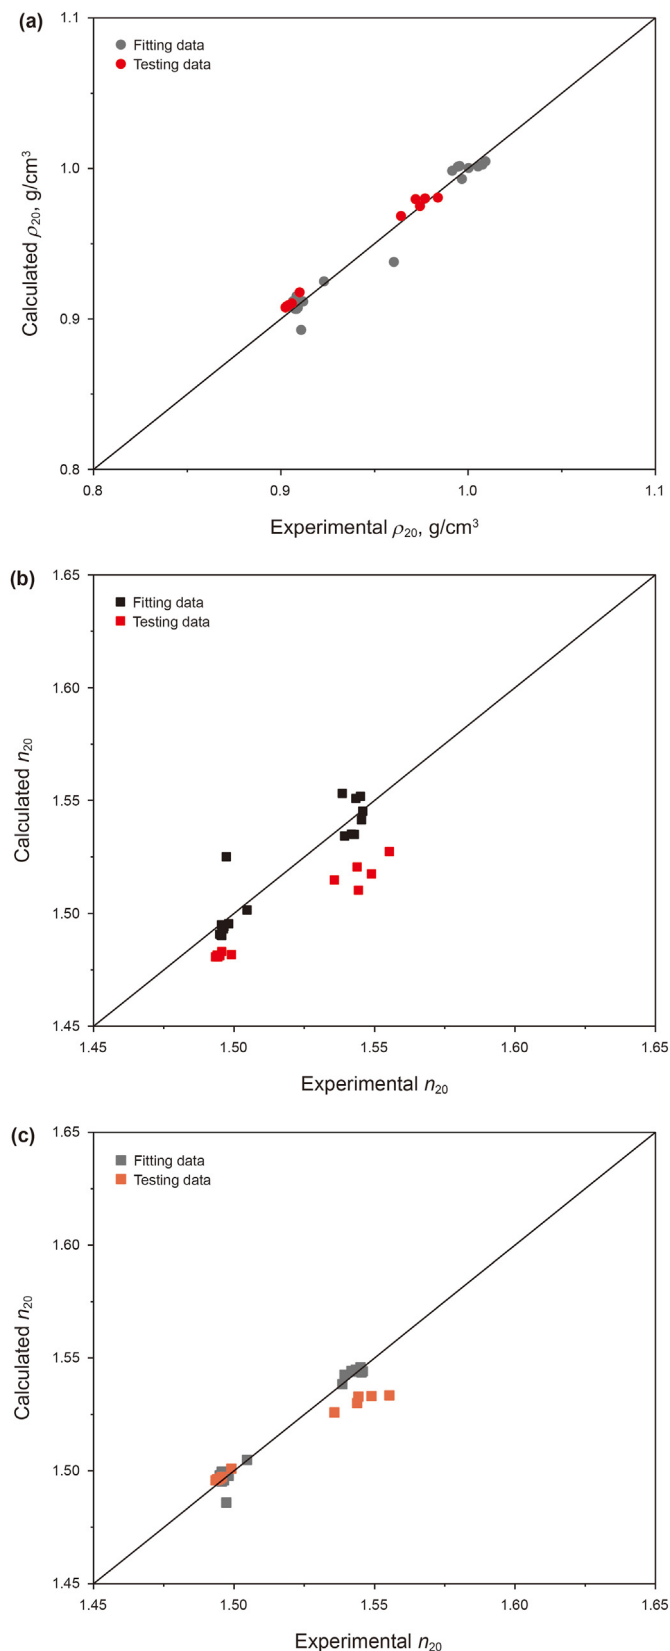 (a)
1.1
Fitting data
Testing data
1.0
Calculated ρ20, g/cm3
0.9
0.8
0.8 0.9 1.0 1.1
Experimental ρ20, g/cm3
(b)
1.65
Fitting data
Testing data
1.60
Calculated n20
1.55
1.50
1.45
1.45 1.50 1.55 1.60 1.65
Experimental n20
(c)
1.65
Fitting data
Testing data
1.60
Calculated n20
1.55
1.50
1.45
1.45 1.50 1.55 1.60 1.65
Experimental n20